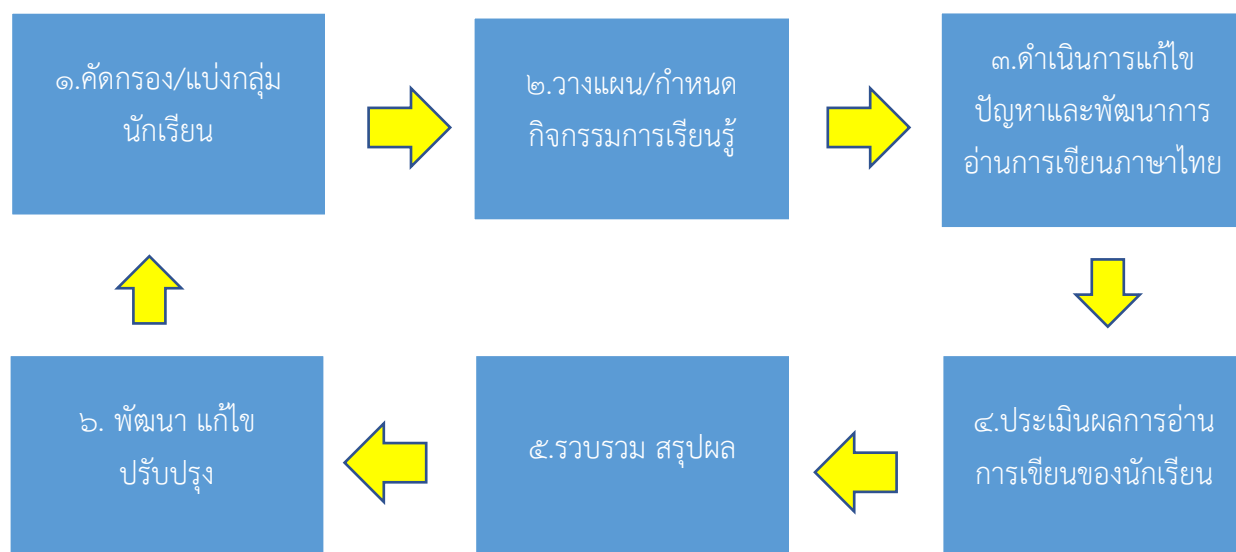 ๑.คัดกรอง/แบ่งกลุ่ม
นักเรียน
๒.วางแผน/กำหนด
กิจกรรมการเรียนรู้
๓.ดำเนินการแก้ไข
ปัญหาและพัฒนาการ
อ่านการเขียนภาษาไทย
๔.ประเมินผลการอ่าน
การเขียนของนักเรียน
๕.รวบรวม สรุปผล
๖. พัฒนา แก้ไข
ปรับปรุง